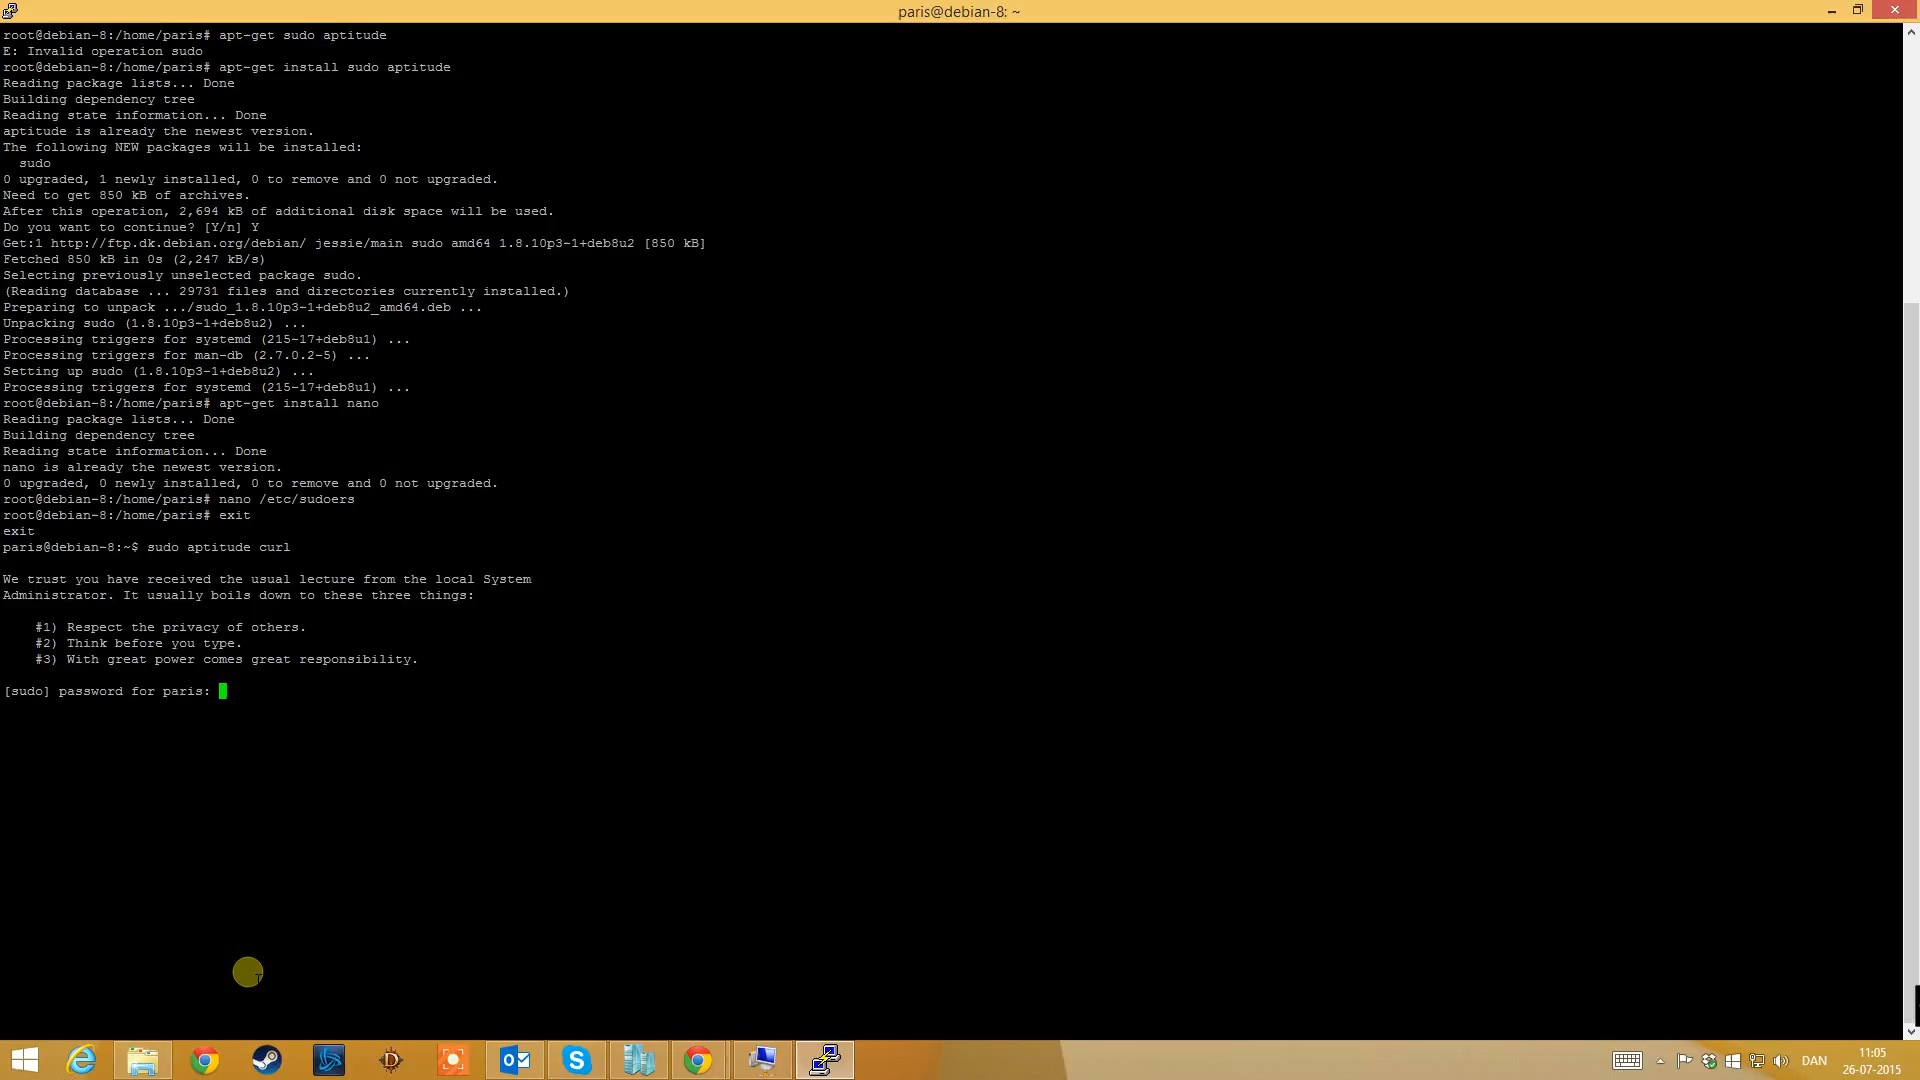 paris@debian-8: ~
root@debian-8:/home/paris# apt-get sudo aptitude
E: Invalid operation sudo
root@debian-8:/home/paris# apt-get install sudo aptitude
Reading package lists... Done
Building dependency tree
Reading state information... Done
aptitude is already the newest version.
The following NEW packages will be installed:
  sudo
0 upgraded, 1 newly installed, 0 to remove and 0 not upgraded.
Need to get 850 kB of archives.
After this operation, 2,694 kB of additional disk space will be used.
Do you want to continue? [Y/n] Y
Get:1 http://ftp.dk.debian.org/debian/ jessie/main sudo amd64 1.8.10p3-1+deb8u2 [850 kB]
Fetched 850 kB in 0s (2,247 kB/s)
Selecting previously unselected package sudo.
(Reading database ... 29731 files and directories currently installed.)
Preparing to unpack .../sudo_1.8.10p3-1+deb8u2_amd64.deb ...
Unpacking sudo (1.8.10p3-1+deb8u2) ...
Processing triggers for systemd (215-17+deb8u1) ...
Processing triggers for man-db (2.7.0.2-5) ...
Setting up sudo (1.8.10p3-1+deb8u2) ...
Processing triggers for systemd (215-17+deb8u1) ...
root@debian-8:/home/paris# apt-get install nano
Reading package lists... Done
Building dependency tree
Reading state information... Done
nano is already the newest version.
0 upgraded, 0 newly installed, 0 to remove and 0 not upgraded.
root@debian-8:/home/paris# nano /etc/sudoers
root@debian-8:/home/paris# exit
exit
paris@debian-8:~$ sudo aptitude curl
We trust you have received the usual lecture from the local System
Administrator. It usually boils down to these three things:
    #1) Respect the privacy of others.
    #2) Think before you type.
    #3) With great power comes great responsibility.
[sudo] password for paris:
DAN
11:05
26-07-2015